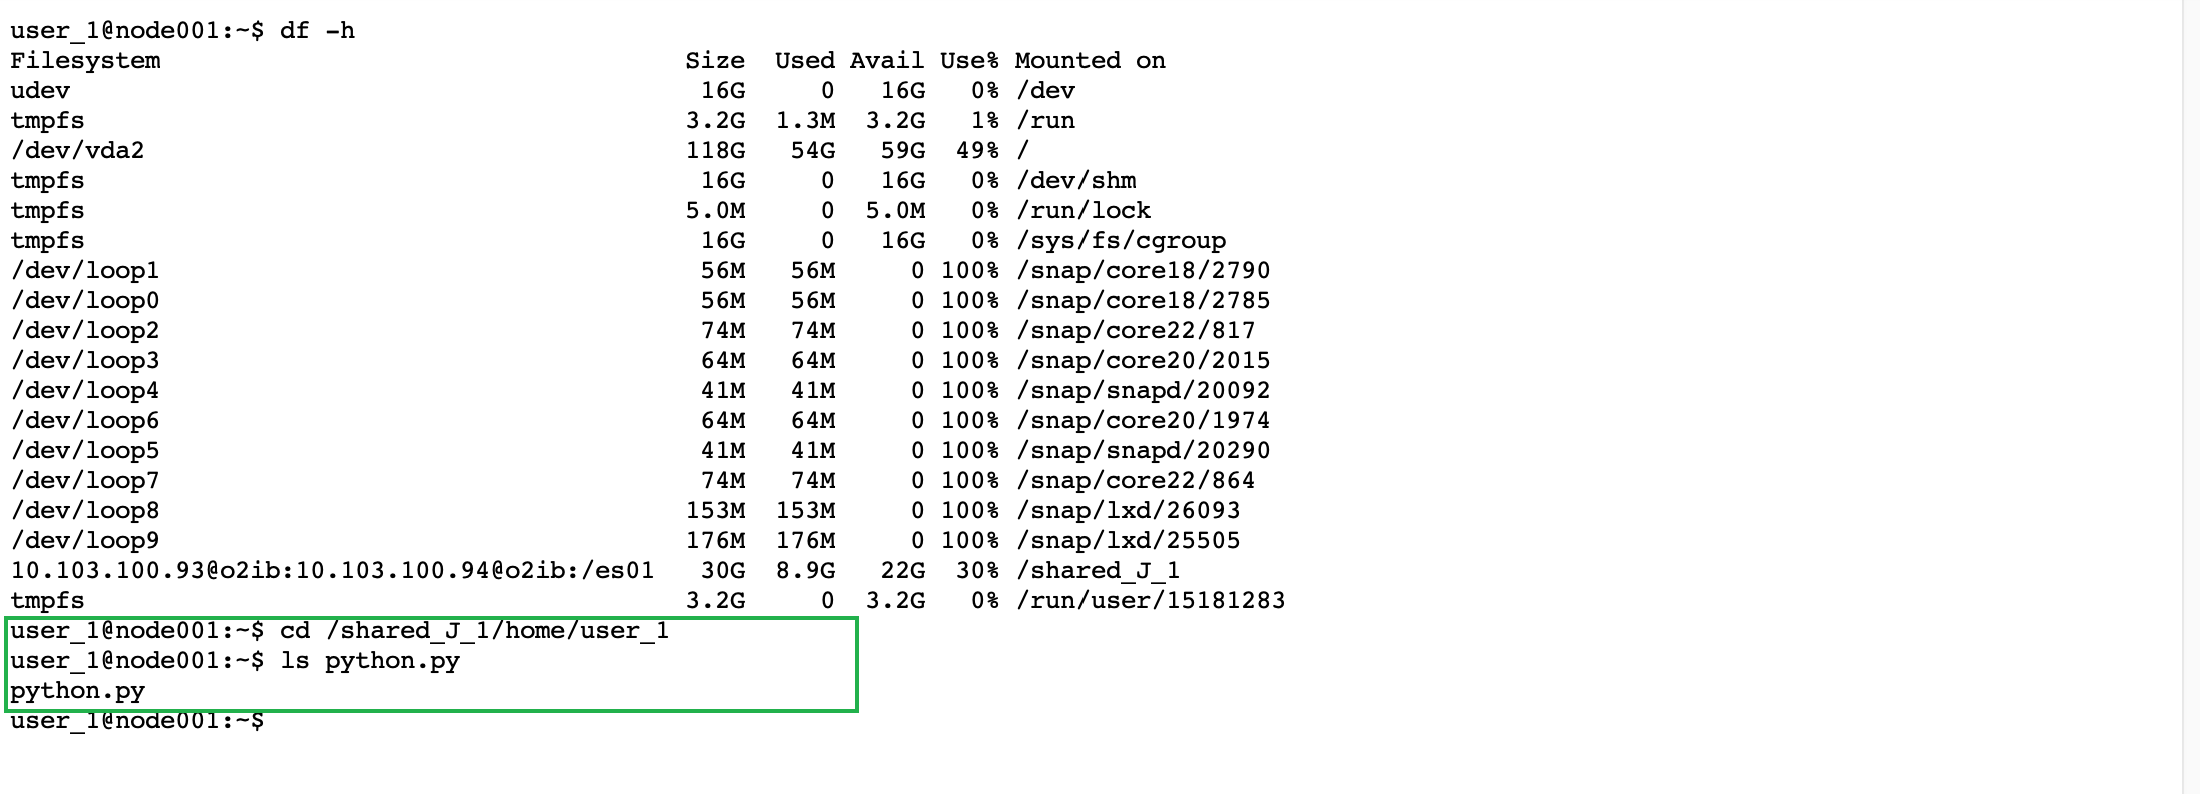 user_1@node001:~$ df -h
Filesystem Size Used Avail Use% Mounted on
udev 16G 0 16G 0% /dev
tmpfs 3.2G 1.3M 3.2G 1% /run
/dev/vda2 118G 54G 59G 49% /
tmpfs 16G 0 16G 0% /dev/shm
tmpfs 5.0M 0 5.0M 0% /run/lock
tmpfs 16G 0 16G 0% /sys/fs/cgroup
/dev/loop1 56M 56M 0 100% /snap/core18/2790
/dev/loop0 56M 56M 0 100% /snap/core18/2785
/dev/loop2 74M 74M 0 100% /snap/core22/817
/dev/loop3 64M 64M 0 100% /snap/core20/2015
/dev/loop4 41M 41M 0 100% /snap/snapd/20092
/dev/loop6 64M 64M 0 100% /snap/core20/1974
/dev/loop5 41M 41M 0 100% /snap/snapd/20290
/dev/loop7 74M 74M 0 100% /snap/core22/864
/dev/loop8 153M 153M 0 100% /snap/lxd/26093
/dev/loop9 176M 176M 0 100% /snap/lxd/25505
10.103.100.93@o2ib:10.103.100.94@o2ib:/es01 30G 8.9G 22G 30% /shared_J_1
tmpfs 3.2G 0 3.2G 0% /run/user/15181283
user_1@node001:~$ cd /shared_J_1/home/user_1
user_1@node001:~$ ls python.py
python.py
user_1@node001:~$